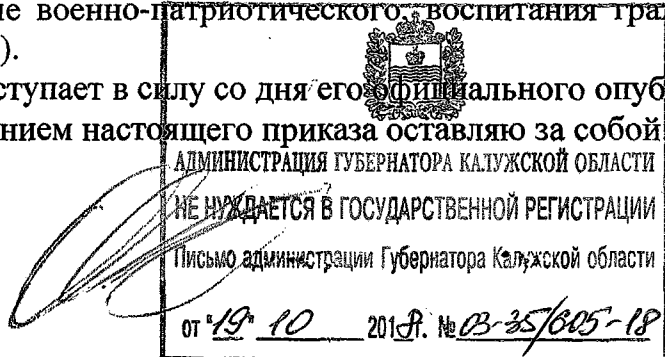 ие военно-патриотического, воспитания гра
).
ступает в силу со дня его официального опуб
нием настоящего приказа оставляю за собой
АДМИНИСТРАЦИЯ ГУБЕРНАТОРА КАЛУЖСКОЙ ОБЛАСТИ
НЕ НУЖДАЕТСЯ В ГОСУДАРСТВЕННОЙ РЕГИСТРАЦИИ
Письмо администрации Губернатора Калужской области
от "19" 10 2018г. № 03-35/605-18